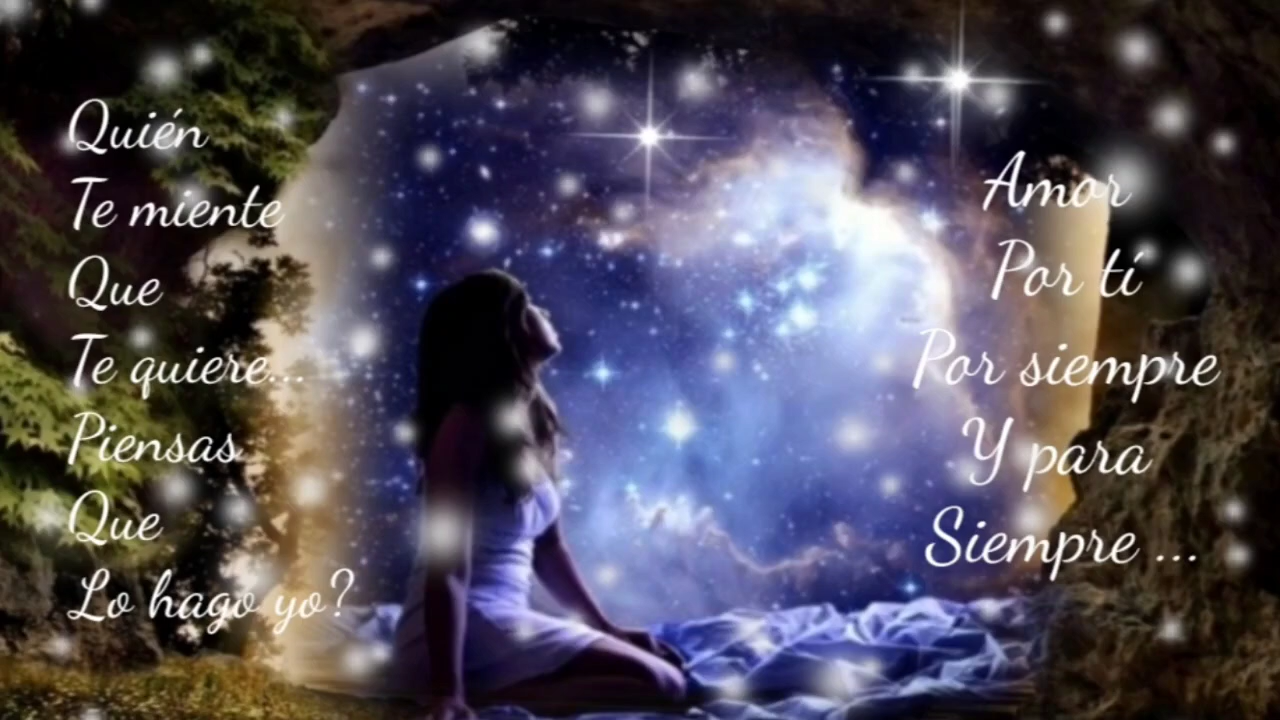 Quién
Te miente
Que
Te quiere...
Piensas
Que
Lo hago yo?
Amor
Por tí
Por siempre
Y para
Siempre ...